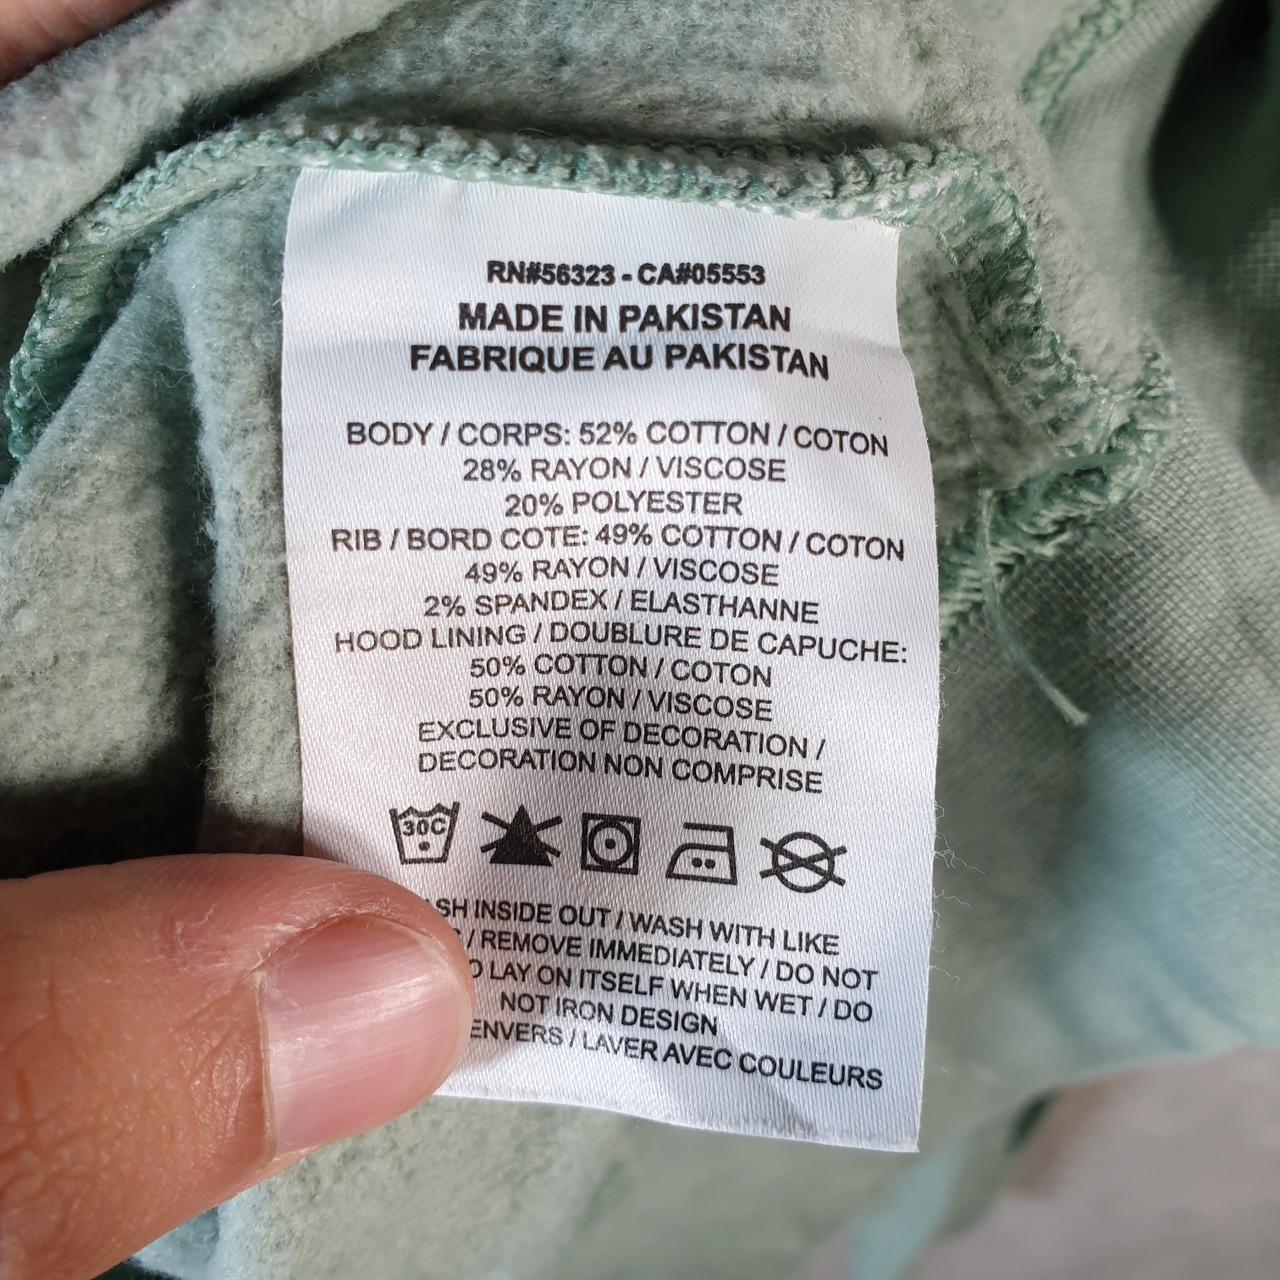 RN#56323 - CA#05553
MADE IN PAKISTAN
FABRIQUE AU PAKISTAN
BODY / CORPS: 52% COTTON / COTON
28% RAYON / VISCOSE
20% POLYESTER
RIB / BORD COTE: 49% COTTON / COTON
49% RAYON / VISCOSE
2% SPANDEX / ELASTHANNE
HOOD LINING / DOUBLURE DE CAPUCHE:
50% COTTON / COTON
50% RAYON / VISCOSE
EXCLUSIVE OF DECORATION /
DECORATION NON COMPRISE
30C
INSIDE OUT / WASH WITH LIKE
/ REMOVE IMMEDIATELY / DO NOT
LAY ON ITSELF WHEN WET / DO
NOT IRON DESIGN
ENVERS / LAVER AVEC COULEURS